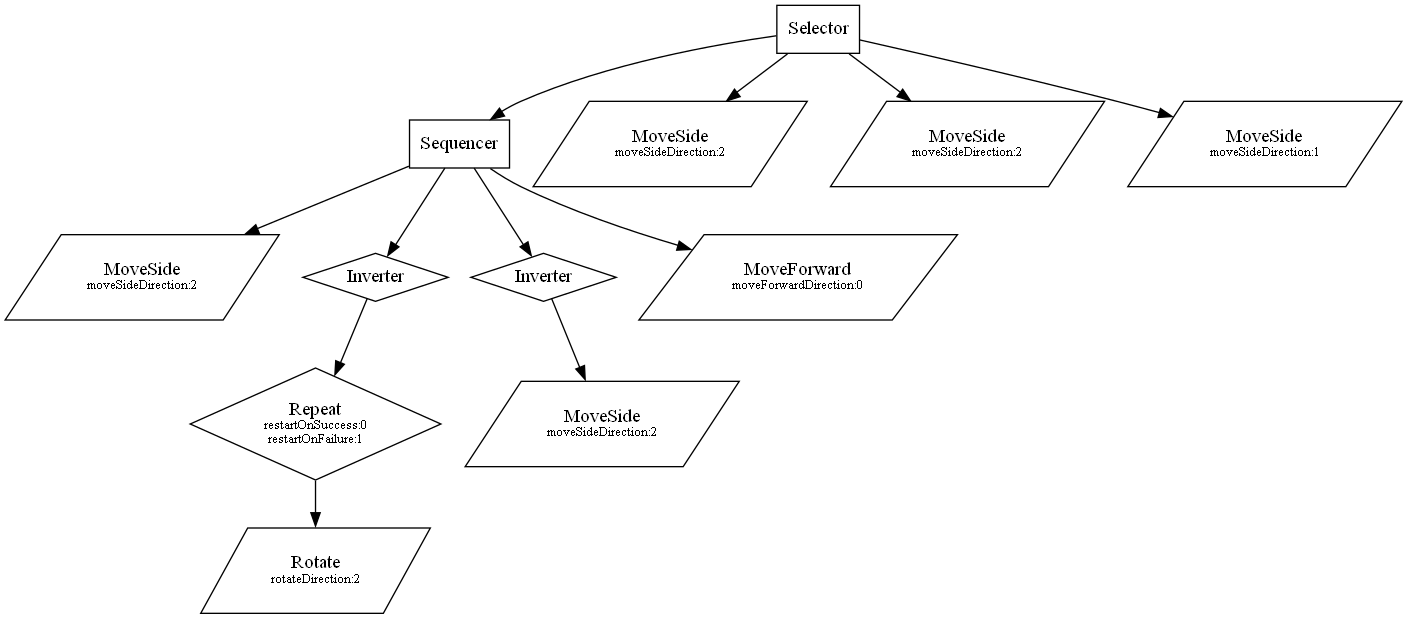 Selector
Sequencer
MoveSide
moveSideDirection:2
MoveSide
moveSideDirection:2
MoveSide
moveSideDirection:1
MoveSide
moveSideDirection:2
Inverter
Inverter
MoveForward
moveForwardDirection:0
Repeat
restartOnSuccess:0
restartOnFailure:1
MoveSide
moveSideDirection:2
Rotate
rotateDirection:2